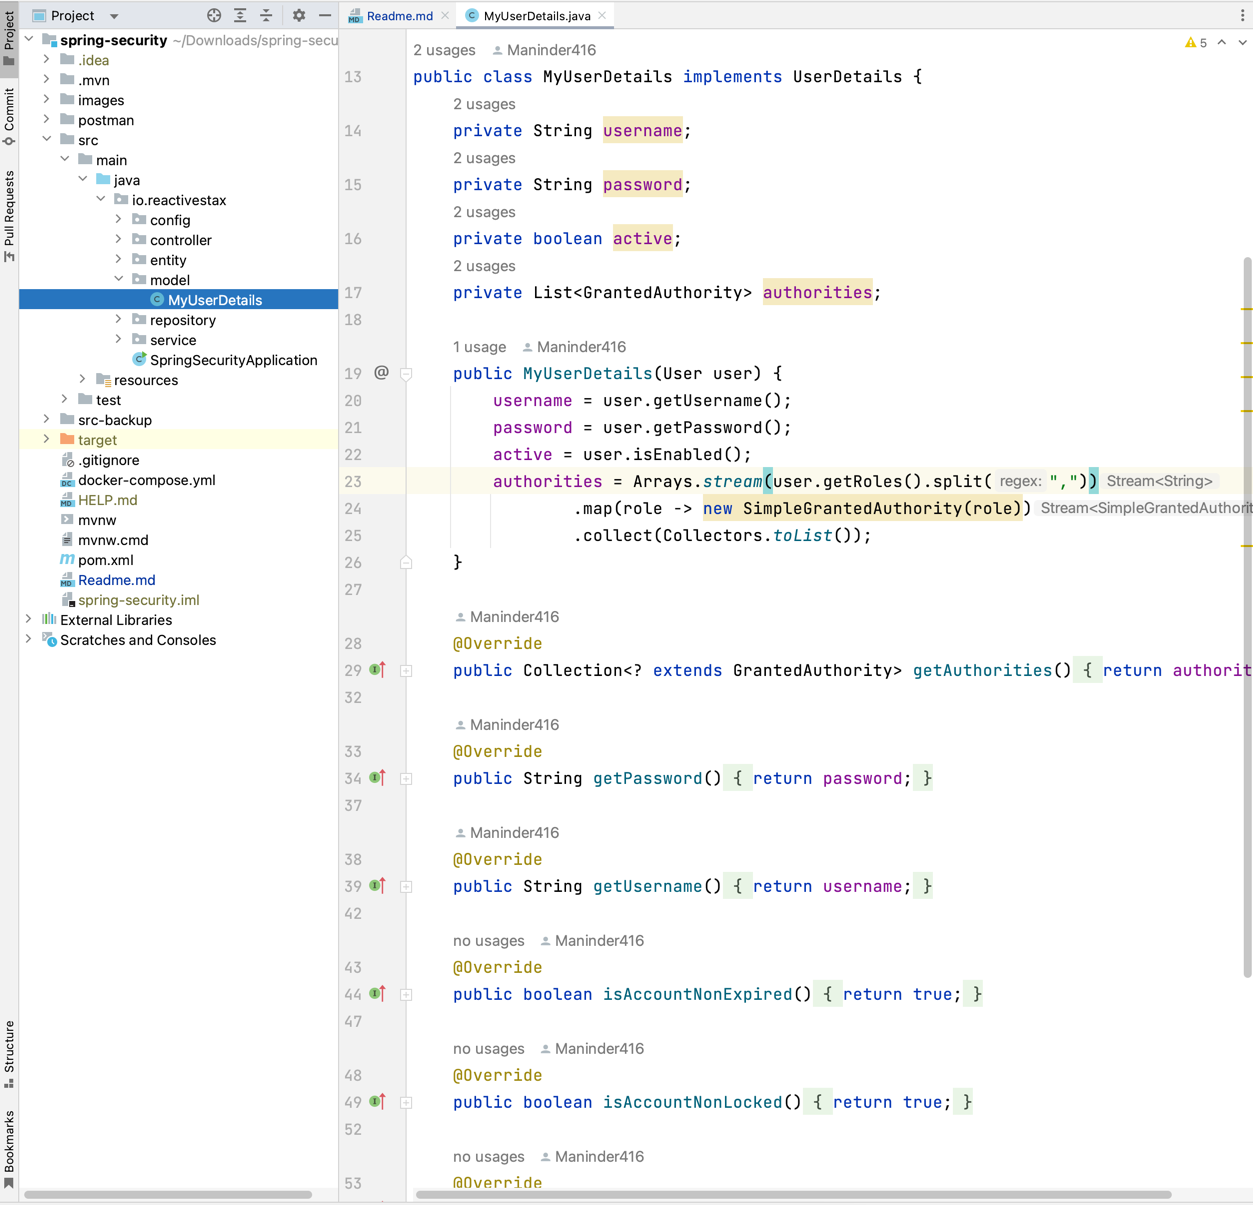 Project
Readme.md
MyUserDetails.java
Project
Commit
Pull Requests
Structure
Bookmarks
spring-security ~/Downloads/spring-secu
.idea
.mvn
images
postman
src
main
java
io.reactivestax
config
controller
entity
model
MyUserDetails
repository
service
SpringSecurityApplication
resources
test
src-backup
target
.gitignore
docker-compose.yml
HELP.md
mvnw
mvnw.cmd
pom.xml
Readme.md
spring-security.iml
External Libraries
Scratches and Consoles
5
2 usages Maninder416
13 public class MyUserDetails implements UserDetails {
2 usages
14 private String username;
2 usages
15 private String password;
2 usages
16 private boolean active;
2 usages
17 private List<GrantedAuthority> authorities;
18
1 usage Maninder416
19 @ public MyUserDetails(User user) {
20 username = user.getUsername();
21 password = user.getPassword();
22 active = user.isEnabled();
23 authorities = Arrays.stream(user.getRoles().split( regex: ",")) Stream<String>
24 .map(role -> new SimpleGrantedAuthority(role)) Stream<SimpleGrantedAuthorit
25 .collect(Collectors.toList());
26 }
27
Maninder416
28 @Override
29 public Collection<? extends GrantedAuthority> getAuthorities() { return authorit
32
Maninder416
33 @Override
34 public String getPassword() { return password; }
37
Maninder416
38 @Override
39 public String getUsername() { return username; }
42
no usages Maninder416
43 @Override
44 public boolean isAccountNonExpired() { return true; }
47
no usages Maninder416
48 @Override
49 public boolean isAccountNonLocked() { return true; }
52
no usages Maninder416
53 @Override